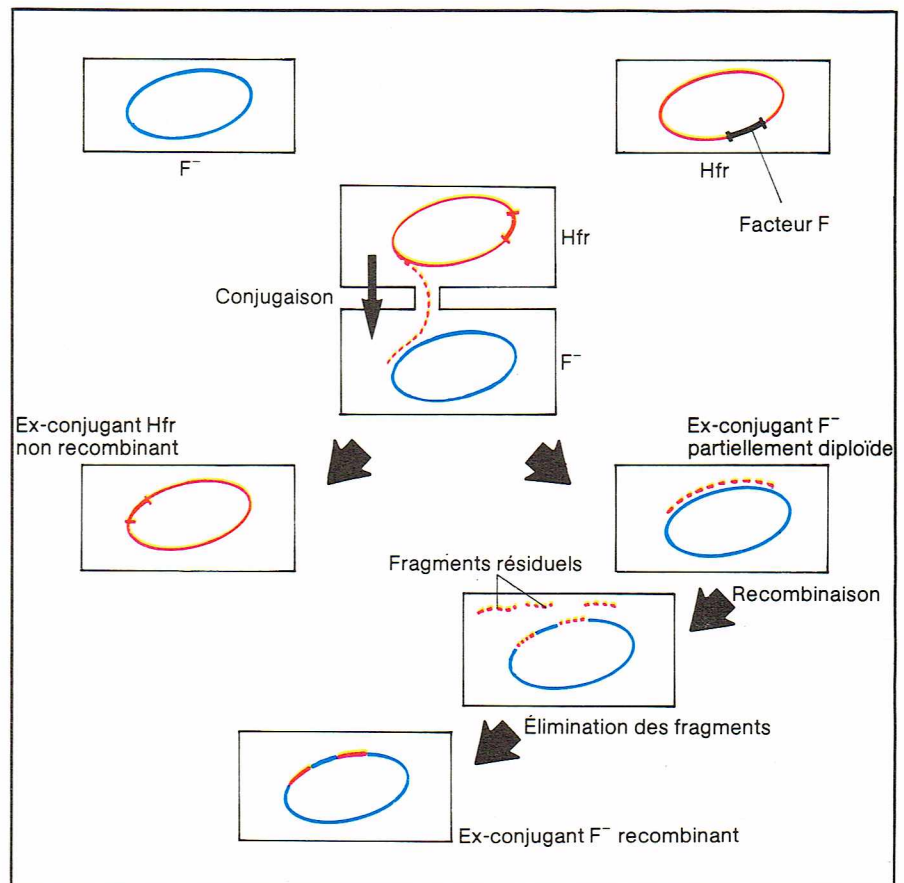 F⁻
Hfr
Facteur F
Hfr
Conjugaison
F⁻
Ex-conjugant Hfr
non recombinant
Ex-conjugant F⁻
partiellement diploïde
Fragments résiduels
Recombinaison
Élimination des fragments
Ex-conjugant F⁻ recombinant